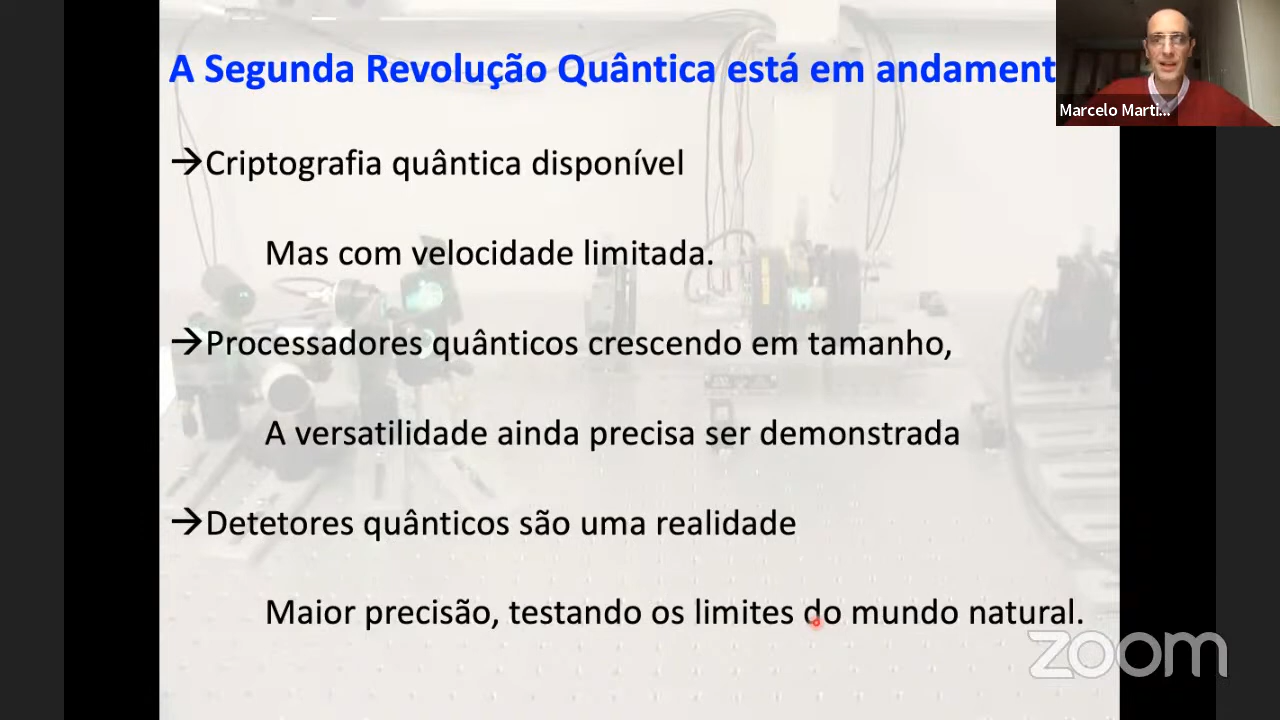 A Segunda Revolução Quântica está em andament
Marcelo Marti...
→Criptografia quântica disponível
Mas com velocidade limitada.
→Processadores quânticos crescendo em tamanho,
A versatilidade ainda precisa ser demonstrada
→Detetores quânticos são uma realidade
Maior precisão, testando os limites do mundo natural.
zoom